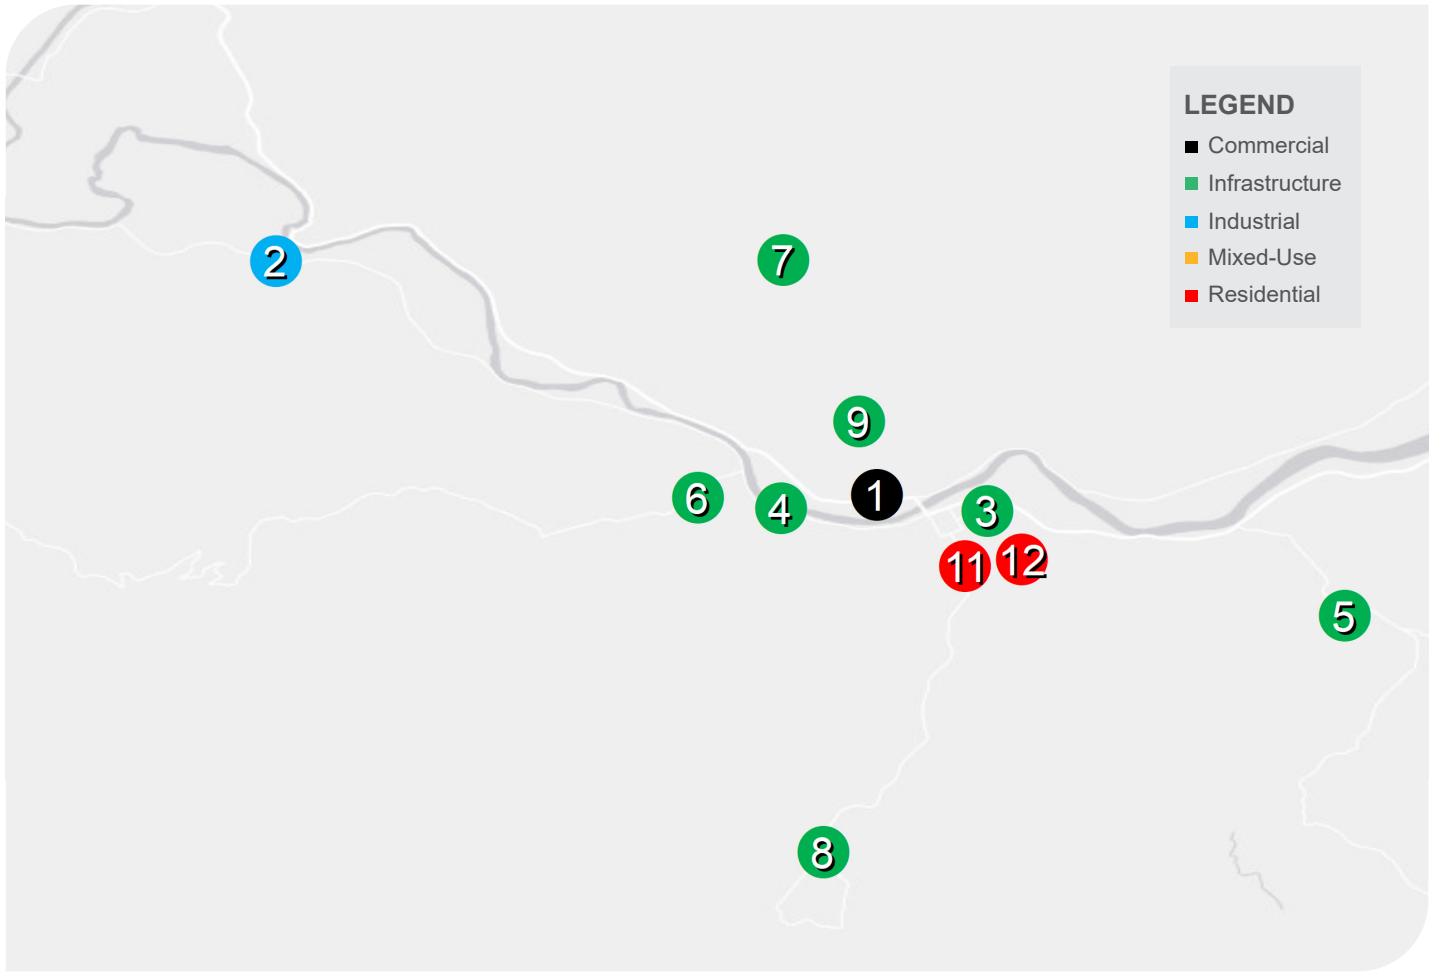 LEGEND
Commercial
Infrastructure
Industrial
Mixed-Use
Residential
2
7
9
1
6
4
3
11
12
5
8